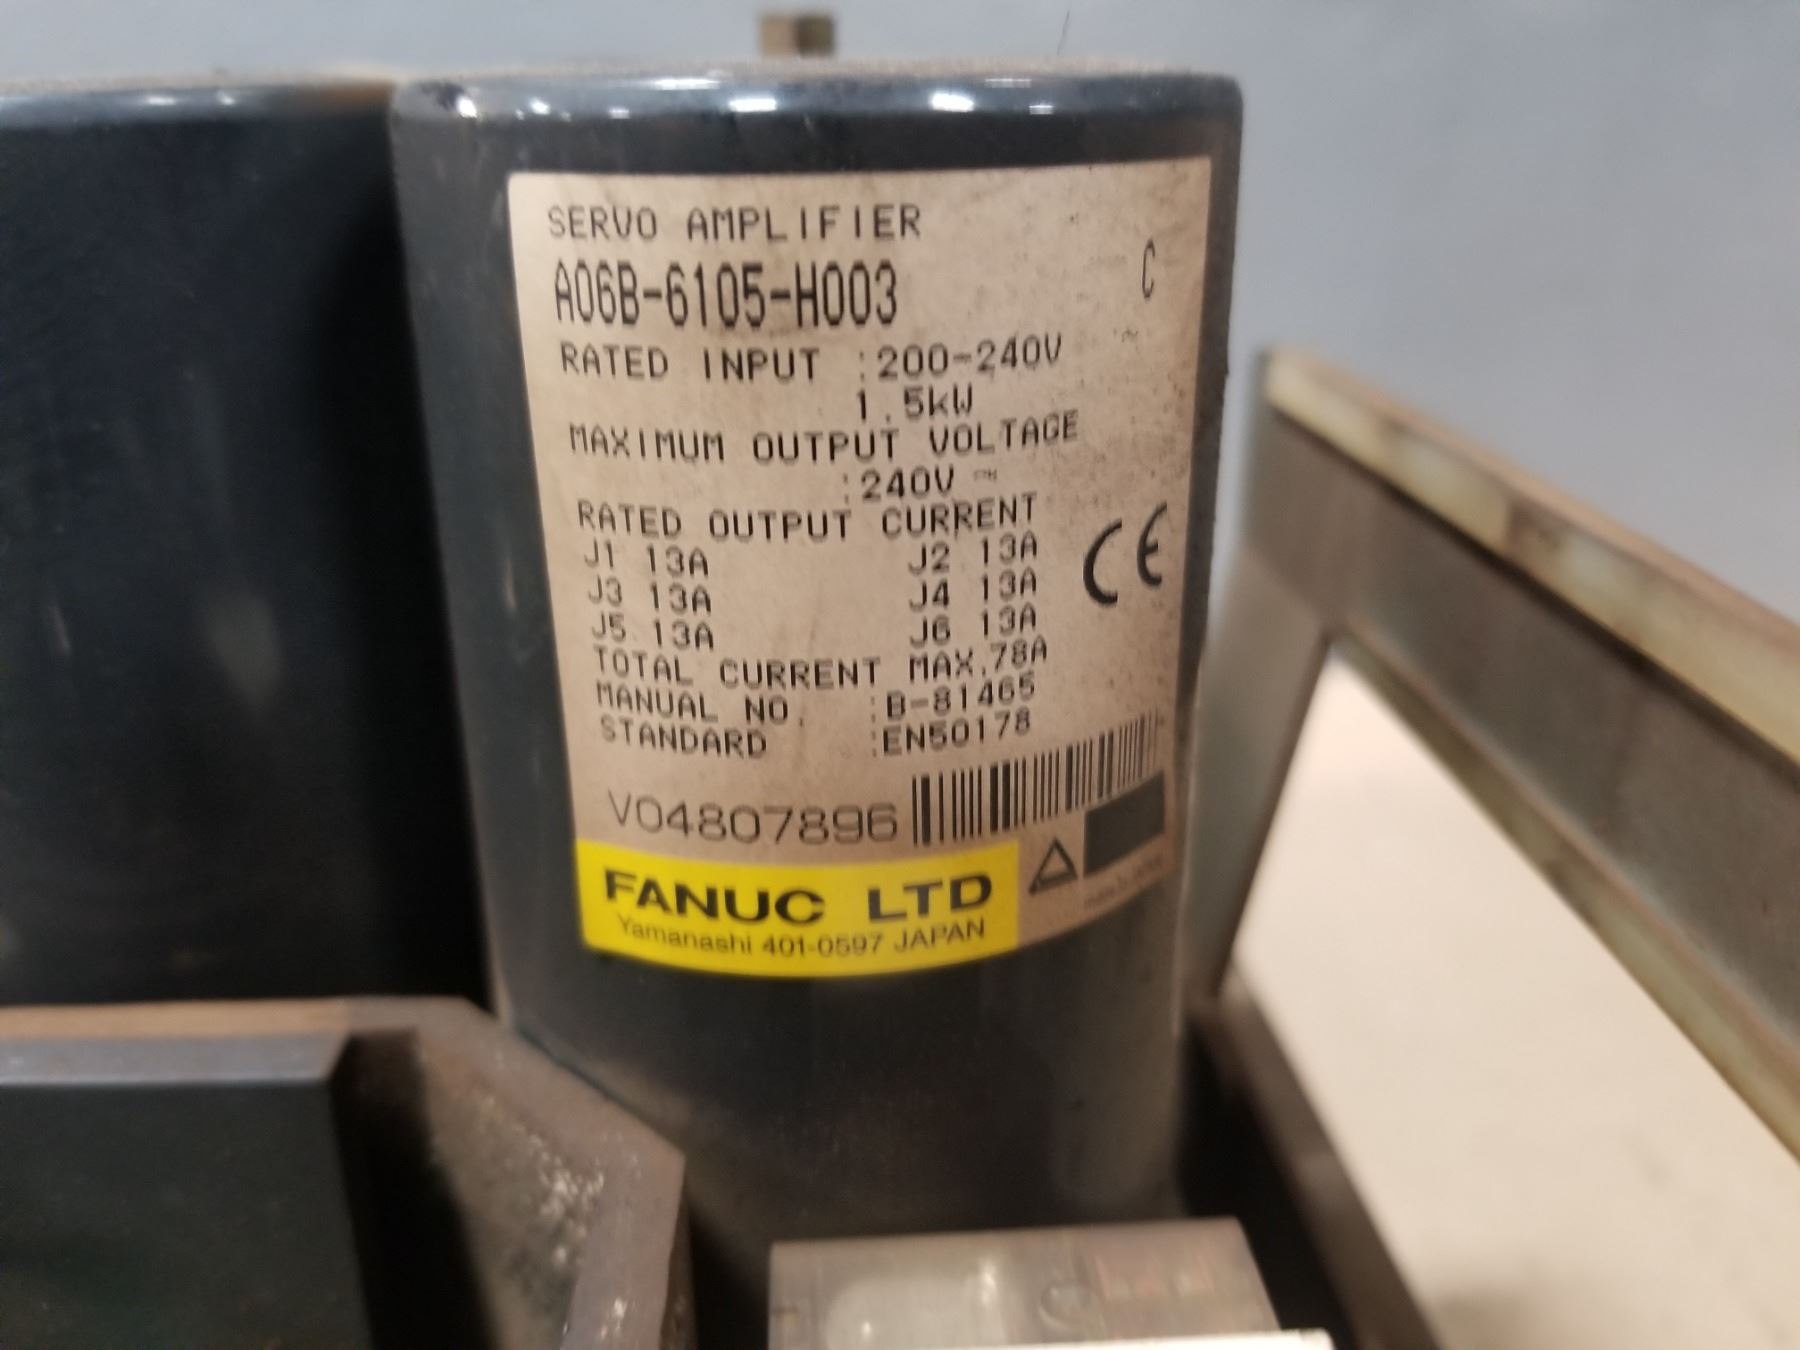 SERVO AMPLIFIER
A06B-6105-H003 C
RATED INPUT :200-240V ~
1.5kW
MAXIMUM OUTPUT VOLTAGE
:240V ~
RATED OUTPUT CURRENT
J1 13A J2 13A
J3 13A J4 13A
J5 13A J6 13A
TOTAL CURRENT MAX.78A
MANUAL NO. :B-81465
STANDARD :EN50178
CE
V04807896
FANUC LTD
Yamanashi 401-0597 JAPAN